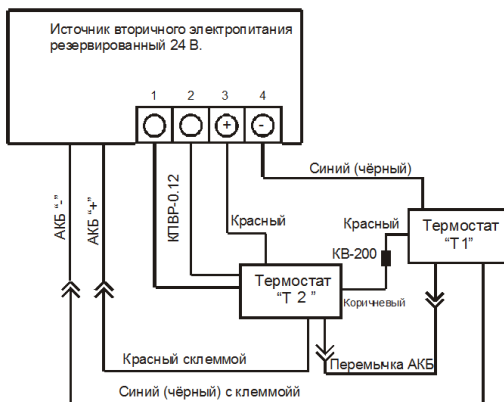 Источник вторичного электропитания
резервированный 24 В.
1 2 3 4
+ -
Синий (чёрный)
АКБ "-"
АКБ "+"
КПВР-0.12
Красный
Красный
Термостат
"Т1"
КВ-200
Термостат
"Т 2 "
Коричневый
Красный склеммой
Перемычка АКБ
Синий (чёрный) с клеммойй